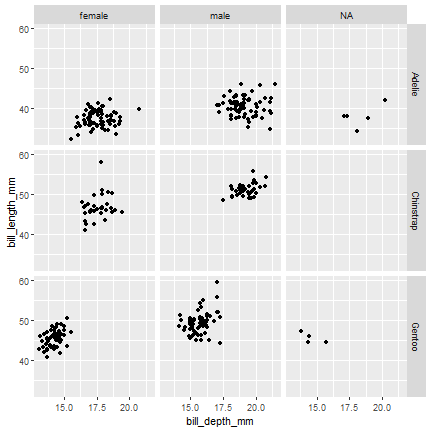 female male NA
60
50
40
Adelie
60
50
40
Chinstrap
60
50
40
Gentoo
bill_length_mm
15.0 17.5 20.0 15.0 17.5 20.0 15.0 17.5 20.0
bill_depth_mm